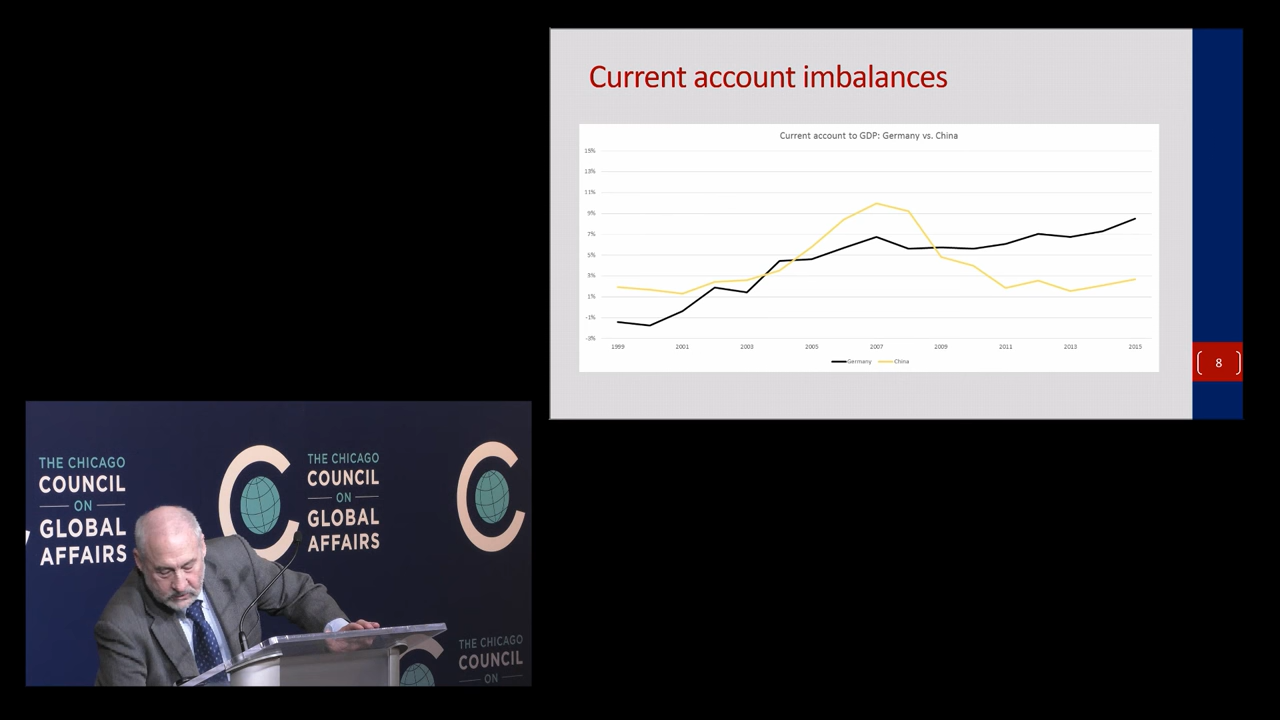 Current account imbalances
Current account to GDP: Germany vs. China
15%
13%
11%
9%
7%
5%
3%
1%
-1%
-3%
1999 2001 2003 2005 2007 2009 2011 2013 2015
Germany China
8
THE CHICAGO
COUNCIL
ON
GLOBAL
AFFAIRS
THE CHICAGO
COUNCIL
ON
GLOBAL
AFFAIRS
THE CHICAGO
COUNCIL
ON